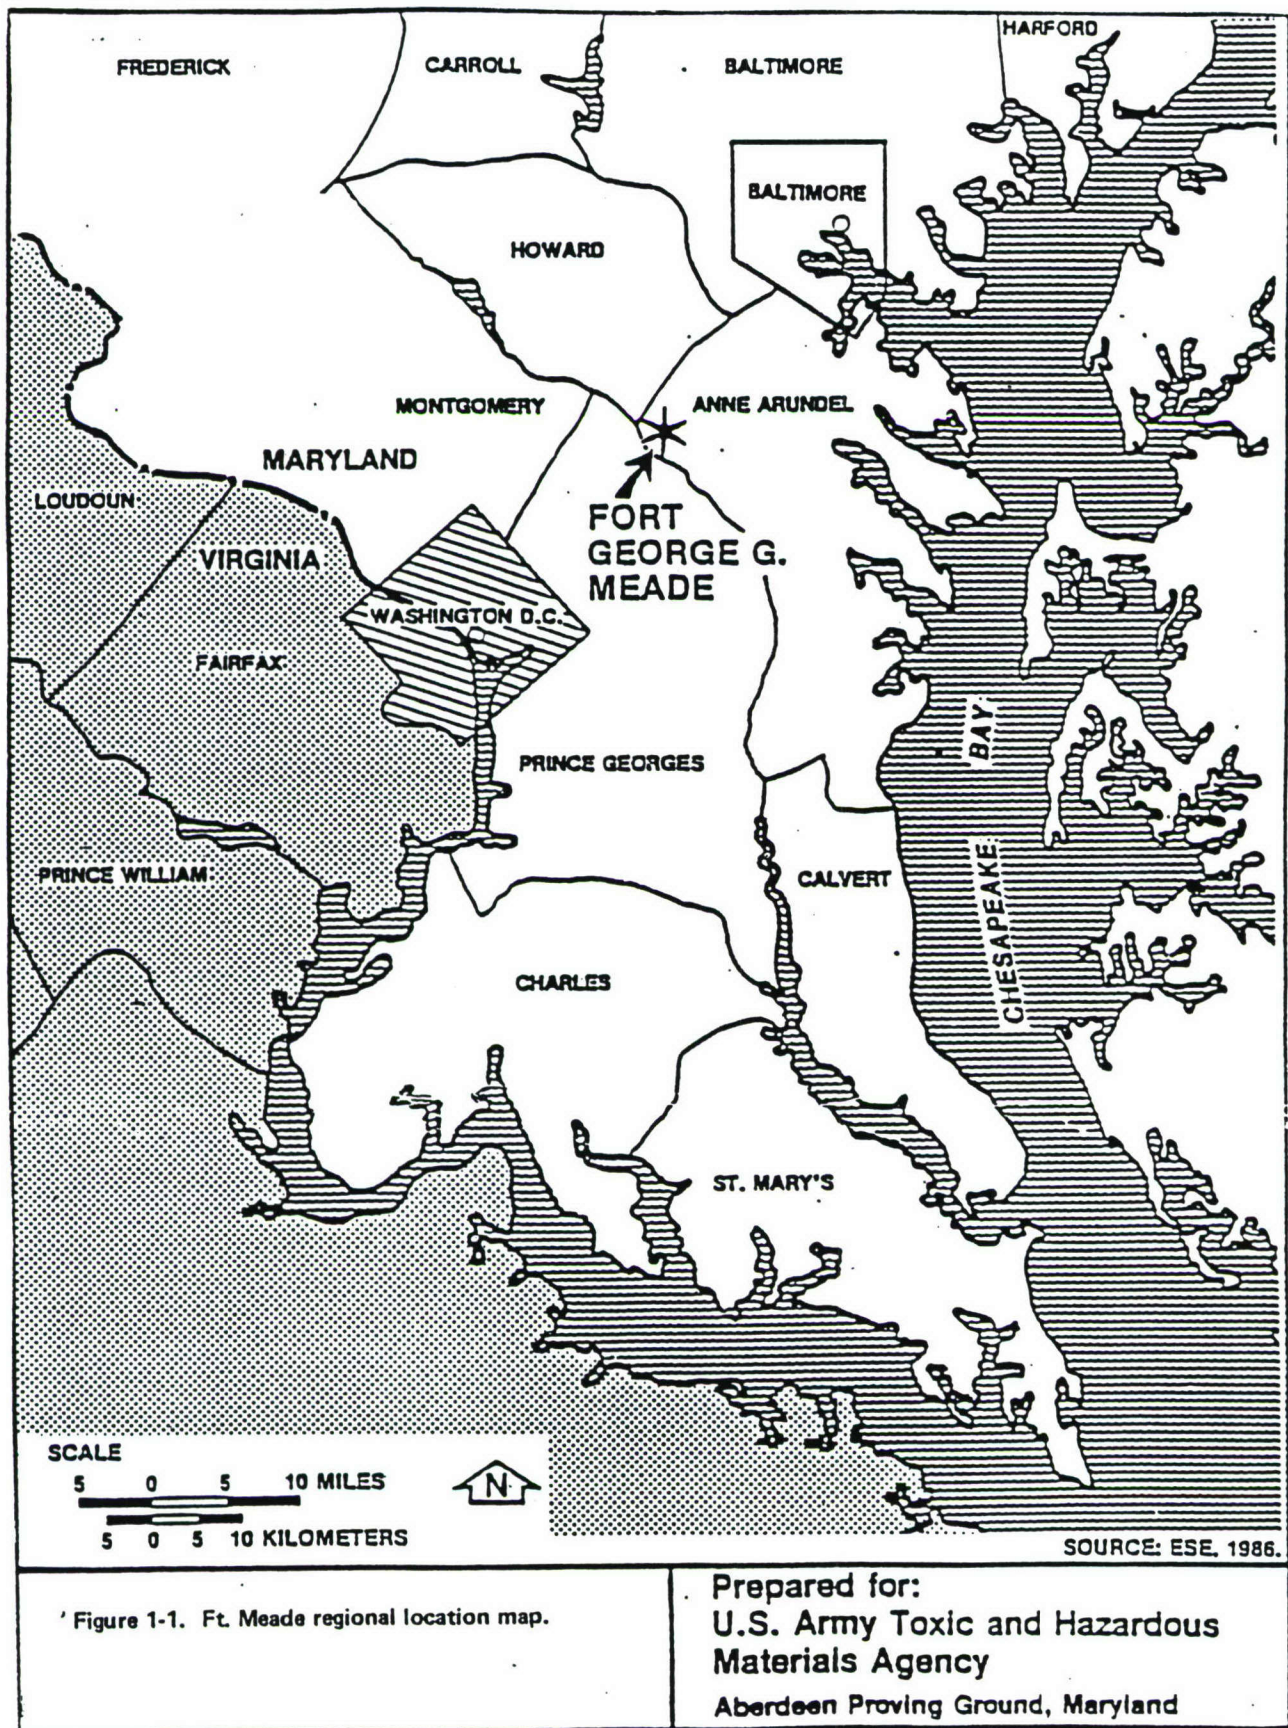 HARFORD
FREDERICK
CARROLL
BALTIMORE
BALTIMORE
HOWARD
MONTGOMERY
ANNE ARUNDEL
MARYLAND
LOUDOUN
FORT
GEORGE G.
MEADE
VIRGINIA
WASHINGTON D.C.
FAIRFAX
BAY
PRINCE GEORGES
PRINCE WILLIAM
CALVERT
CHESAPEAKE
CHARLES
ST. MARY'S
SCALE
5 0 5 10 MILES
N
5 0 5 10 KILOMETERS
SOURCE: ESE, 1986.
Figure 1-1. Ft. Meade regional location map.
Prepared for:
U.S. Army Toxic and Hazardous
Materials Agency
Aberdeen Proving Ground, Maryland